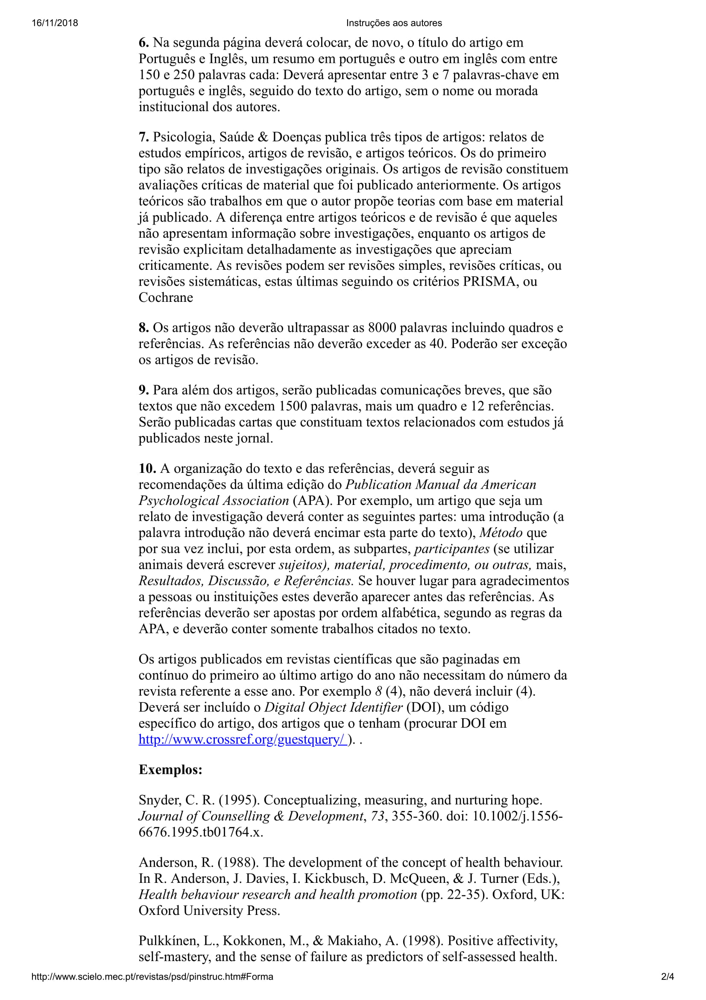 16/11/2018 Instruções aos autores
6. Na segunda página deverá colocar, de novo, o título do artigo em
Português e Inglês, um resumo em português e outro em inglês com entre
150 e 250 palavras cada: Deverá apresentar entre 3 e 7 palavras-chave em
português e inglês, seguido do texto do artigo, sem o nome ou morada
institucional dos autores.
7. Psicologia, Saúde & Doenças publica três tipos de artigos: relatos de
estudos empíricos, artigos de revisão, e artigos teóricos. Os do primeiro
tipo são relatos de investigações originais. Os artigos de revisão constituem
avaliações críticas de material que foi publicado anteriormente. Os artigos
teóricos são trabalhos em que o autor propõe teorias com base em material
já publicado. A diferença entre artigos teóricos e de revisão é que aqueles
não apresentam informação sobre investigações, enquanto os artigos de
revisão explicitam detalhadamente as investigações que apreciam
criticamente. As revisões podem ser revisões simples, revisões críticas, ou
revisões sistemáticas, estas últimas seguindo os critérios PRISMA, ou
Cochrane
8. Os artigos não deverão ultrapassar as 8000 palavras incluindo quadros e
referências. As referências não deverão exceder as 40. Poderão ser exceção
os artigos de revisão.
9. Para além dos artigos, serão publicadas comunicações breves, que são
textos que não excedem 1500 palavras, mais um quadro e 12 referências.
Serão publicadas cartas que constituam textos relacionados com estudos já
publicados neste jornal.
10. A organização do texto e das referências, deverá seguir as
recomendações da última edição do Publication Manual da American
Psychological Association (APA). Por exemplo, um artigo que seja um
relato de investigação deverá conter as seguintes partes: uma introdução (a
palavra introdução não deverá encimar esta parte do texto), Método que
por sua vez inclui, por esta ordem, as subpartes, participantes (se utilizar
animais deverá escrever sujeitos), material, procedimento, ou outras, mais,
Resultados, Discussão, e Referências. Se houver lugar para agradecimentos
a pessoas ou instituições estes deverão aparecer antes das referências. As
referências deverão ser apostas por ordem alfabética, segundo as regras da
APA, e deverão conter somente trabalhos citados no texto.
Os artigos publicados em revistas científicas que são paginadas em
contínuo do primeiro ao último artigo do ano não necessitam do número da
revista referente a esse ano. Por exemplo 8 (4), não deverá incluir (4).
Deverá ser incluído o Digital Object Identifier (DOI), um código
específico do artigo, dos artigos que o tenham (procurar DOI em
http://www.crossref.org/guestquery/ ). .
Exemplos:
Snyder, C. R. (1995). Conceptualizing, measuring, and nurturing hope.
Journal of Counselling & Development, 73, 355-360. doi: 10.1002/j.1556-
6676.1995.tb01764.x.
Anderson, R. (1988). The development of the concept of health behaviour.
In R. Anderson, J. Davies, I. Kickbusch, D. McQueen, & J. Turner (Eds.),
Health behaviour research and health promotion (pp. 22-35). Oxford, UK:
Oxford University Press.
Pulkkínen, L., Kokkonen, M., & Makiaho, A. (1998). Positive affectivity,
self-mastery, and the sense of failure as predictors of self-assessed health.
http://www.scielo.mec.pt/revistas/psd/pinstruc.htm#Forma 2/4